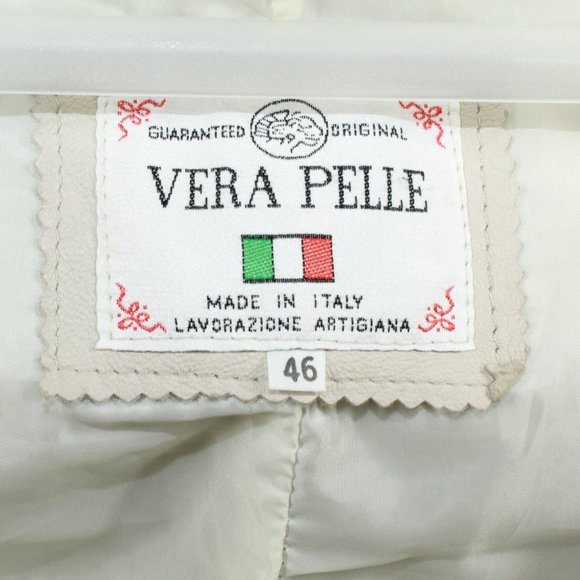 GUARANTEED ORIGINAL
VERA PELLE
MADE IN ITALY
LAVORAZIONE ARTIGIANA
46